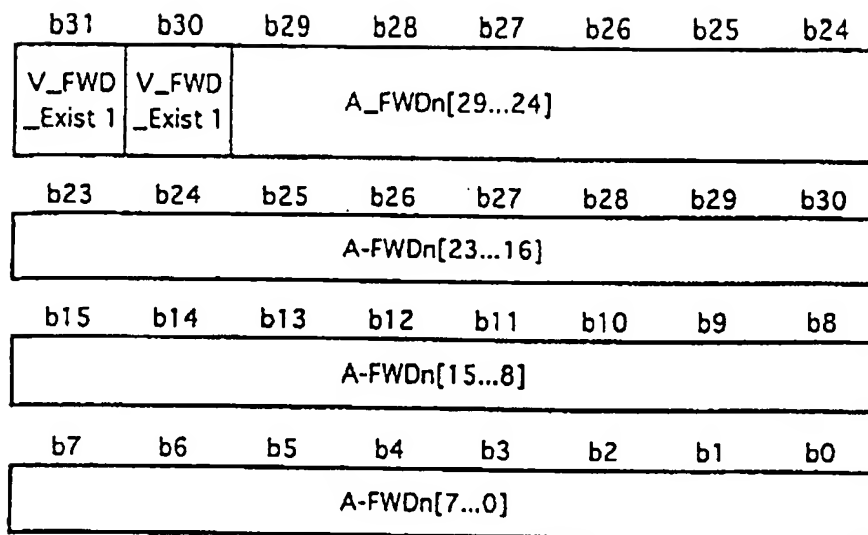 b31 b30 b29 b28 b27 b26 b25 b24
V_FWD V_FWD
_Exist 1 _Exist 1
A_FWDn[29...24]
b23 b24 b25 b26 b27 b28 b29 b30
A-FWDn[23...16]
b15 b14 b13 b12 b11 b10 b9 b8
A-FWDn[15...8]
b7 b6 b5 b4 b3 b2 b1 b0
A-FWDn[7...0]